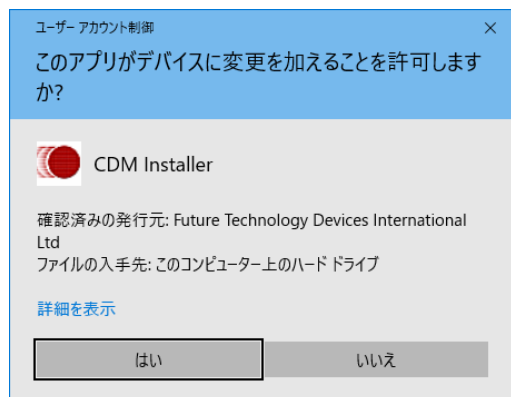 ユーザー アカウント制御
このアプリがデバイスに変更を加えることを許可します
か?
CDM Installer
確認済みの発行元: Future Technology Devices International
Ltd
ファイルの入手先: このコンピューター上のハード ドライブ
詳細を表示
はい
いいえ